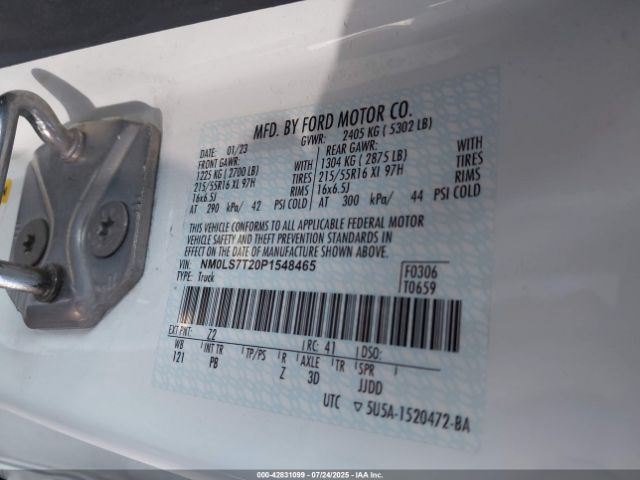 MFD. BY FORD MOTOR CO.
DATE: 01/23 GVWR: 2405 KG ( 5302 LB)
FRONT GAWR: REAR GAWR:
1225 KG ( 2700 LB) WITH 1304 KG ( 2875 LB) WITH
215/55R16 XL 97H TIRES 215/55R16 XL 97H TIRES
16x6.5J RIMS 16x6.5J RIMS
AT 290 kPa/ 42 PSI COLD AT 300 kPa/ 44 PSI COLD
THIS VEHICLE CONFORMS TO ALL APPLICABLE FEDERAL MOTOR
VEHICLE SAFETY AND THEFT PREVENTION STANDARDS IN
EFFECT ON THE DATE OF MANUFACTURE SHOWN ABOVE.
VIN: NM0LS7T20P1548465 F0306
TYPE: Truck T0659
EXT PNT: Z2 RC: 41 DSO:
WB INT TR TP/PS R AXLE TR SPR
121 PB Z 3D JJDD
UTC ▽ 5U5A-1520472-BA
000-42831099 07/24/2025 IAAI.COM